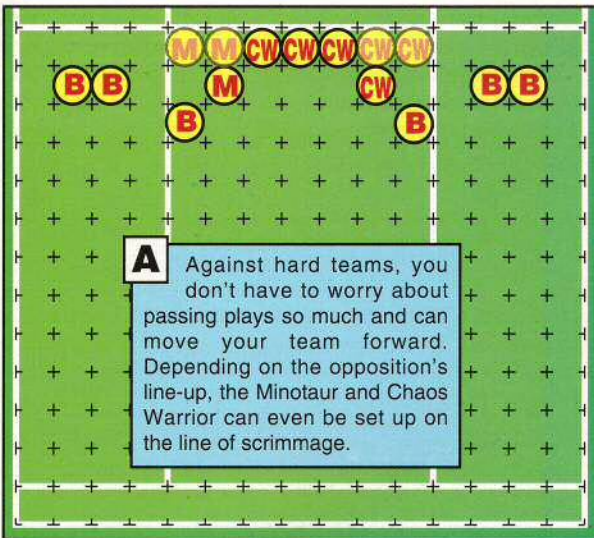 M M CW CW CW CW CW
B B M CW B B
B B
A
Against hard teams, you
don't have to worry about
passing plays so much and can
move your team forward.
Depending on the opposition's
line-up, the Minotaur and Chaos
Warrior can even be set up on
the line of scrimmage.